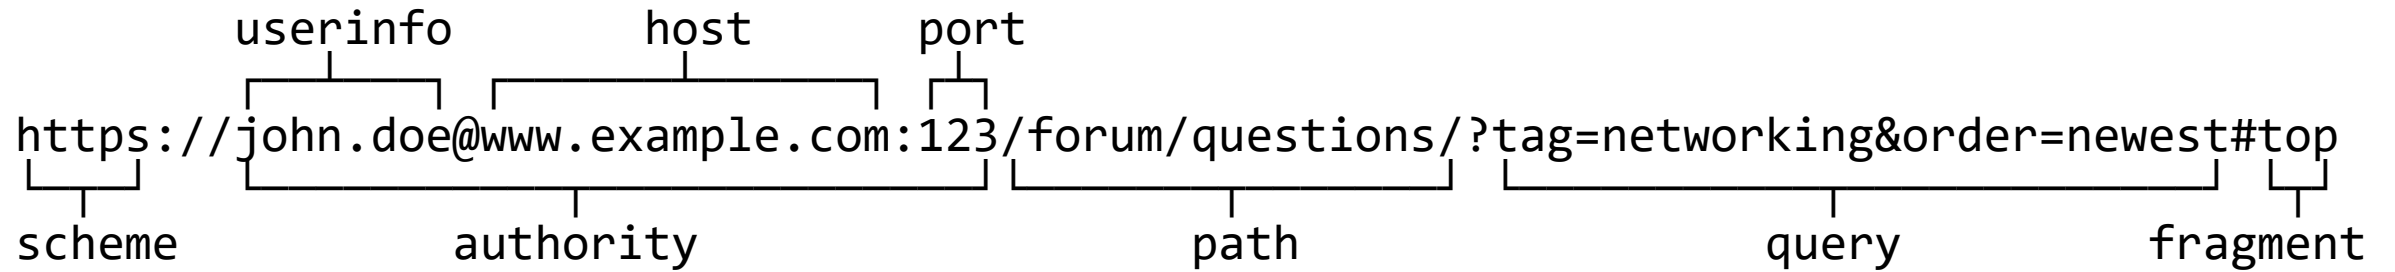 userinfo host port
https://john.doe@www.example.com:123/forum/questions/?tag=networking&order=newest#top
scheme authority path query fragment